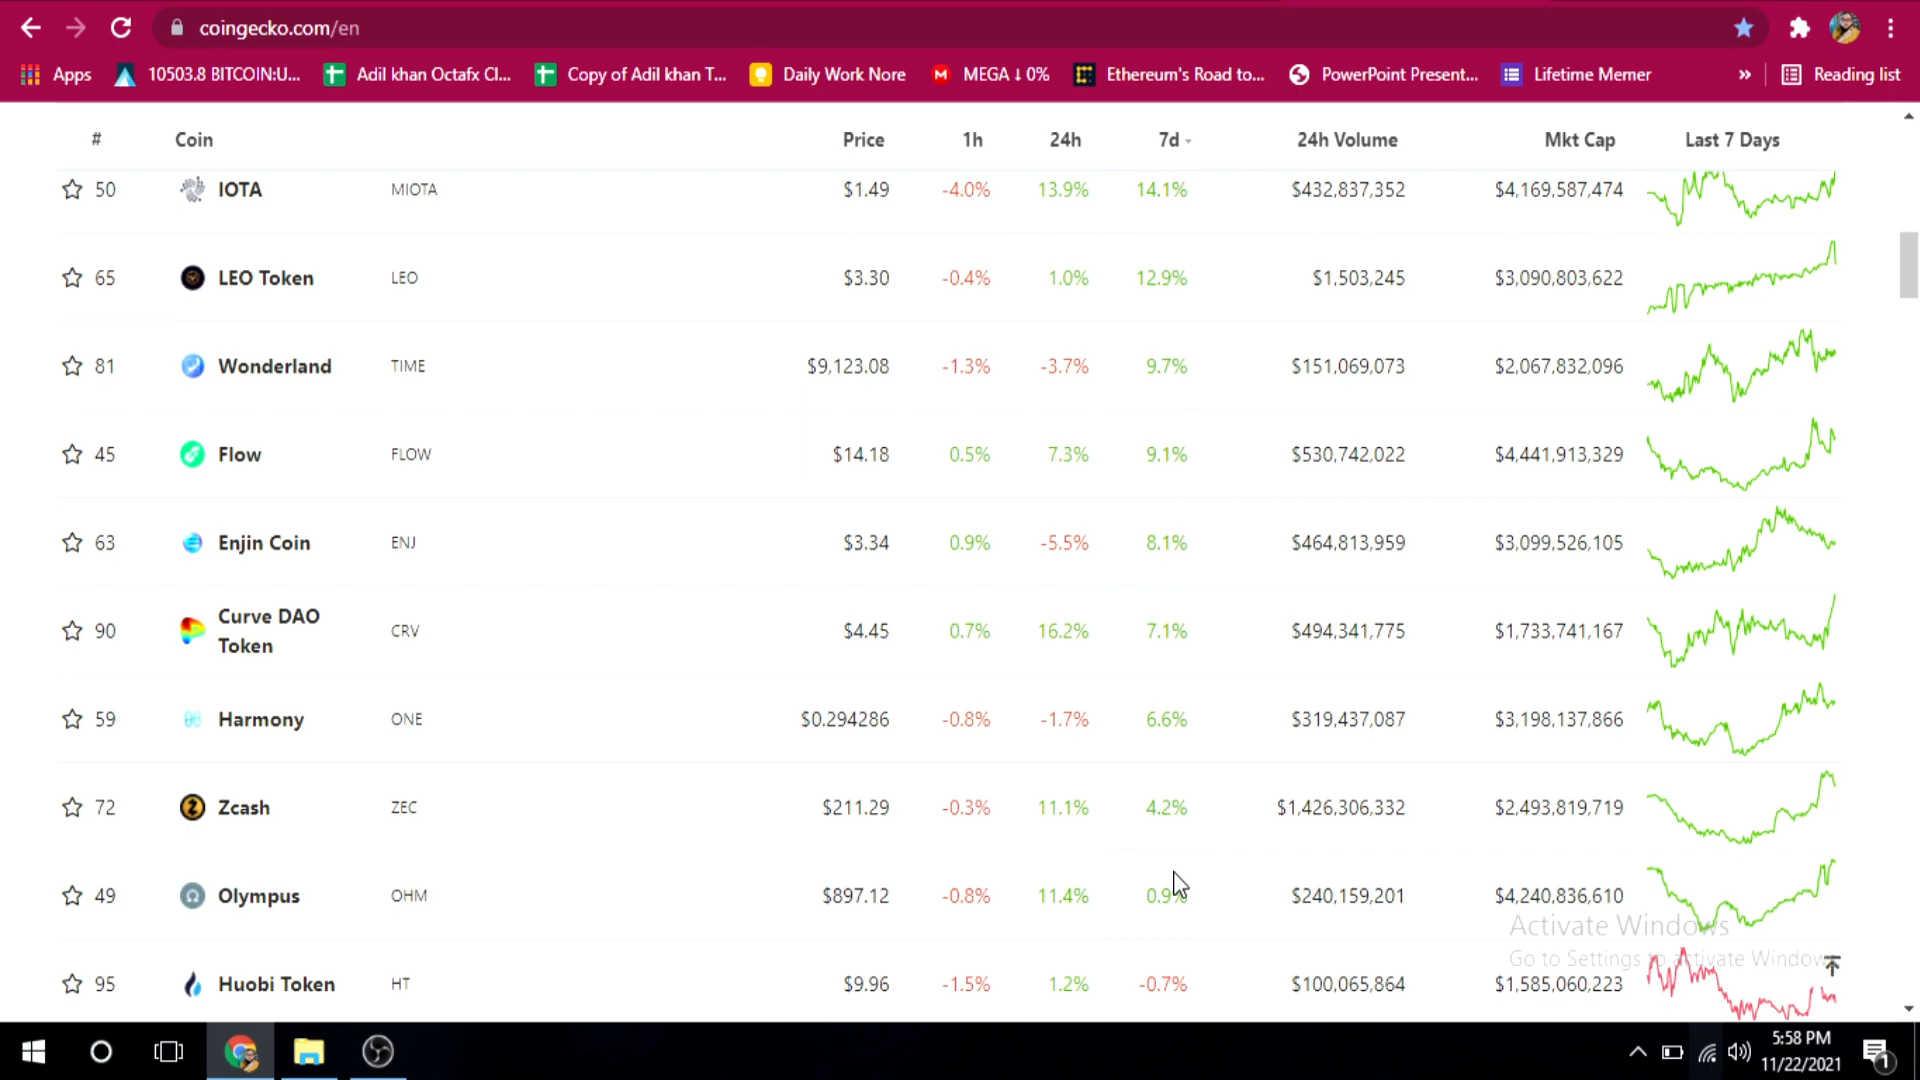 coingecko.com/en
Apps 10503.8 BITCOIN:U... Adil khan Octafx Cl... Copy of Adil khan T... Daily Work Nore MEGA ↓ 0% Ethereum's Road to... PowerPoint Present... Lifetime Memer » Reading list
# Coin Price 1h 24h 7d 24h Volume Mkt Cap Last 7 Days
50 IOTA MIOTA $1.49 -4.0% 13.9% 14.1% $432,837,352 $4,169,587,474
65 LEO Token LEO $3.30 -0.4% 1.0% 12.9% $1,503,245 $3,090,803,622
81 Wonderland TIME $9,123.08 -1.3% -3.7% 9.7% $151,069,073 $2,067,832,096
45 Flow FLOW $14.18 0.5% 7.3% 9.1% $530,742,022 $4,441,913,329
63 Enjin Coin ENJ $3.34 0.9% -5.5% 8.1% $464,813,959 $3,099,526,105
90 Curve DAO
Token CRV $4.45 0.7% 16.2% 7.1% $494,341,775 $1,733,741,167
59 Harmony ONE $0.294286 -0.8% -1.7% 6.6% $319,437,087 $3,198,137,866
72 Zcash ZEC $211.29 -0.3% 11.1% 4.2% $1,426,306,332 $2,493,819,719
49 Olympus OHM $897.12 -0.8% 11.4% 0.9% $240,159,201 $4,240,836,610
Activate Windows
Go to Settings to activate Windows
95 Huobi Token HT $9.96 -1.5% 1.2% -0.7% $100,065,864 $1,585,060,223
5:58 PM
11/22/2021
1